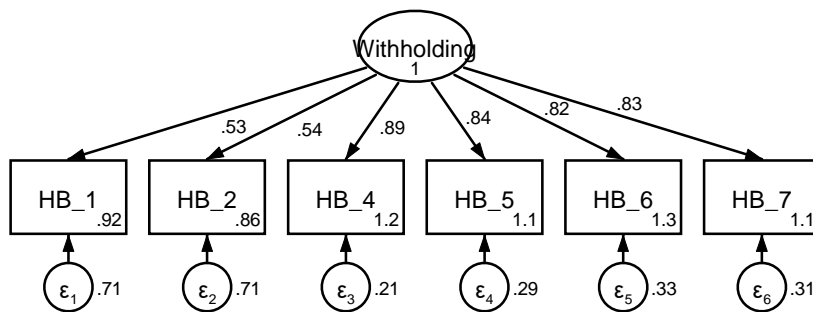 Withholding
1
.53
.54
.89
.84
.82
.83
HB_1
.92
HB_2
.86
HB_4
1.2
HB_5
1.1
HB_6
1.3
HB_7
1.1
ε1 .71
ε2 .71
ε3 .21
ε4 .29
ε5 .33
ε6 .31